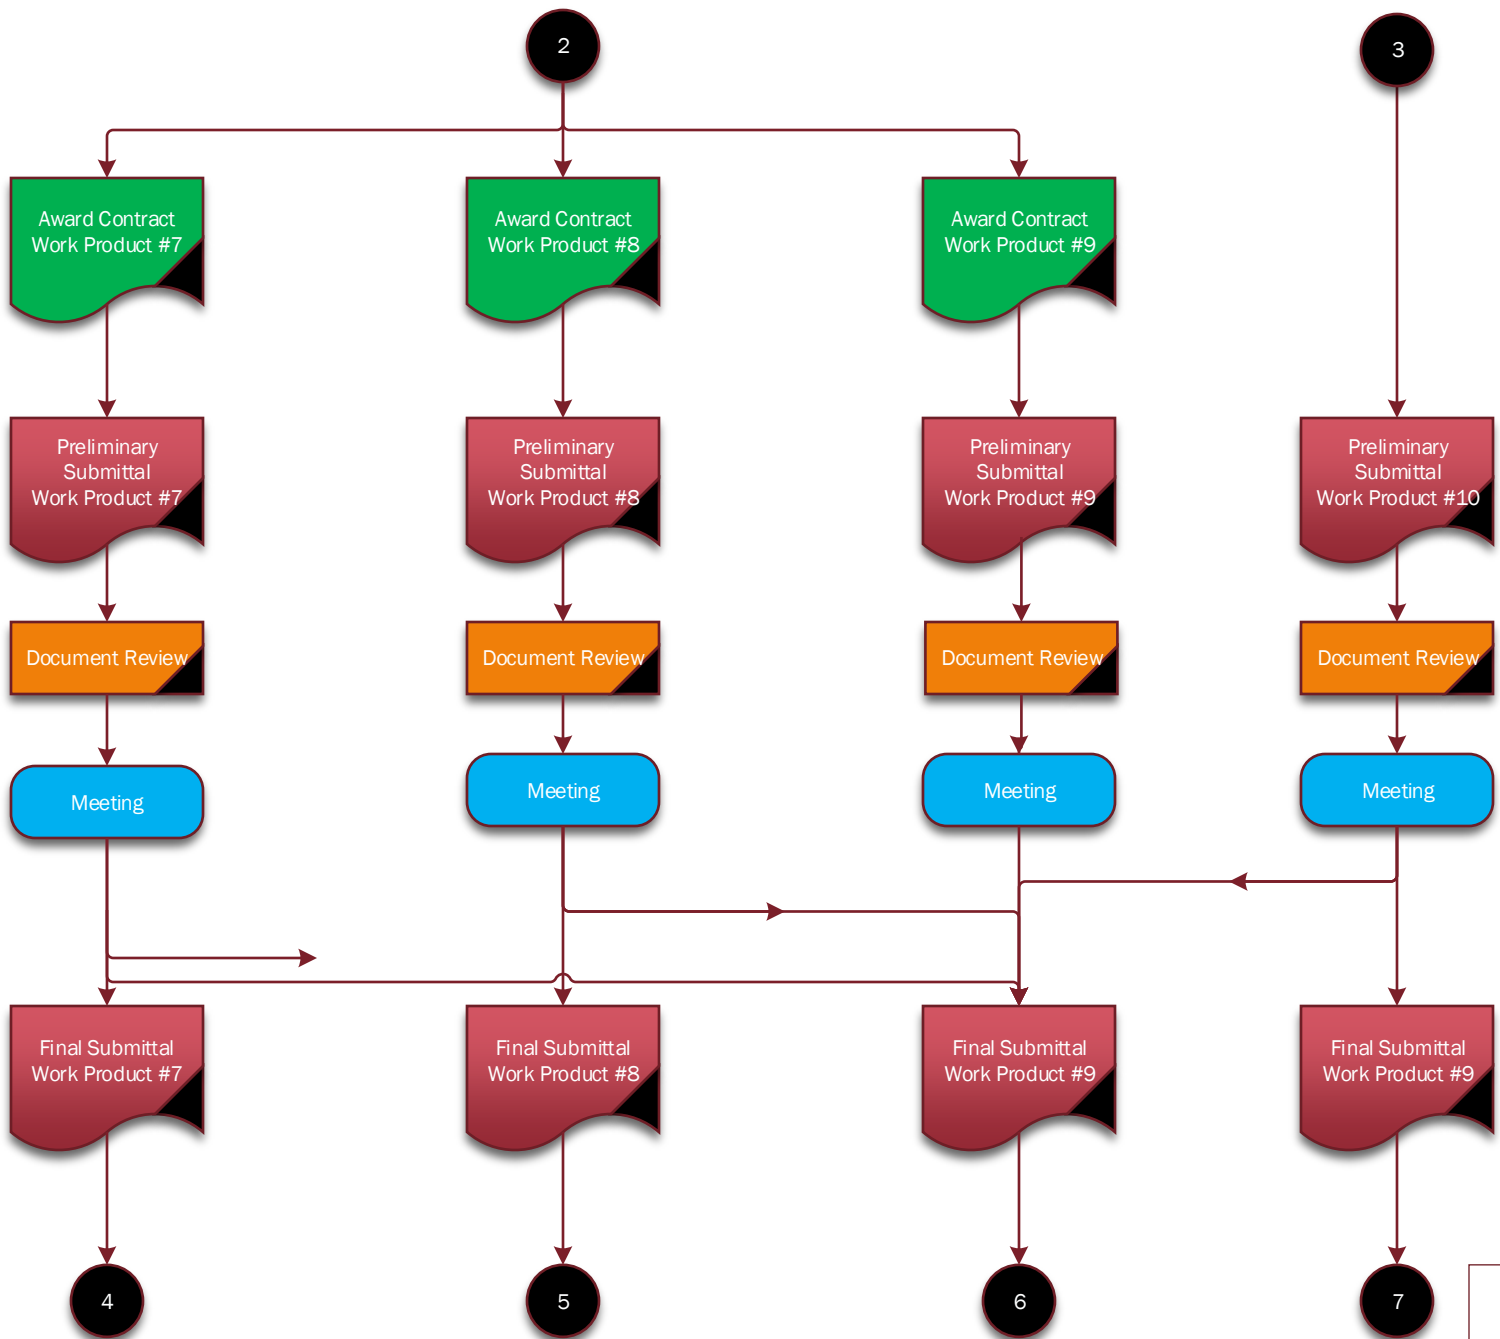 2
3
Award Contract
Work Product #7
Award Contract
Work Product #8
Award Contract
Work Product #9
Preliminary
Submittal
Work Product #7
Preliminary
Submittal
Work Product #8
Preliminary
Submittal
Work Product #9
Preliminary
Submittal
Work Product #10
Document Review
Document Review
Document Review
Document Review
Meeting
Meeting
Meeting
Meeting
Final Submittal
Work Product #7
Final Submittal
Work Product #8
Final Submittal
Work Product #9
Final Submittal
Work Product #9
4
5
6
7